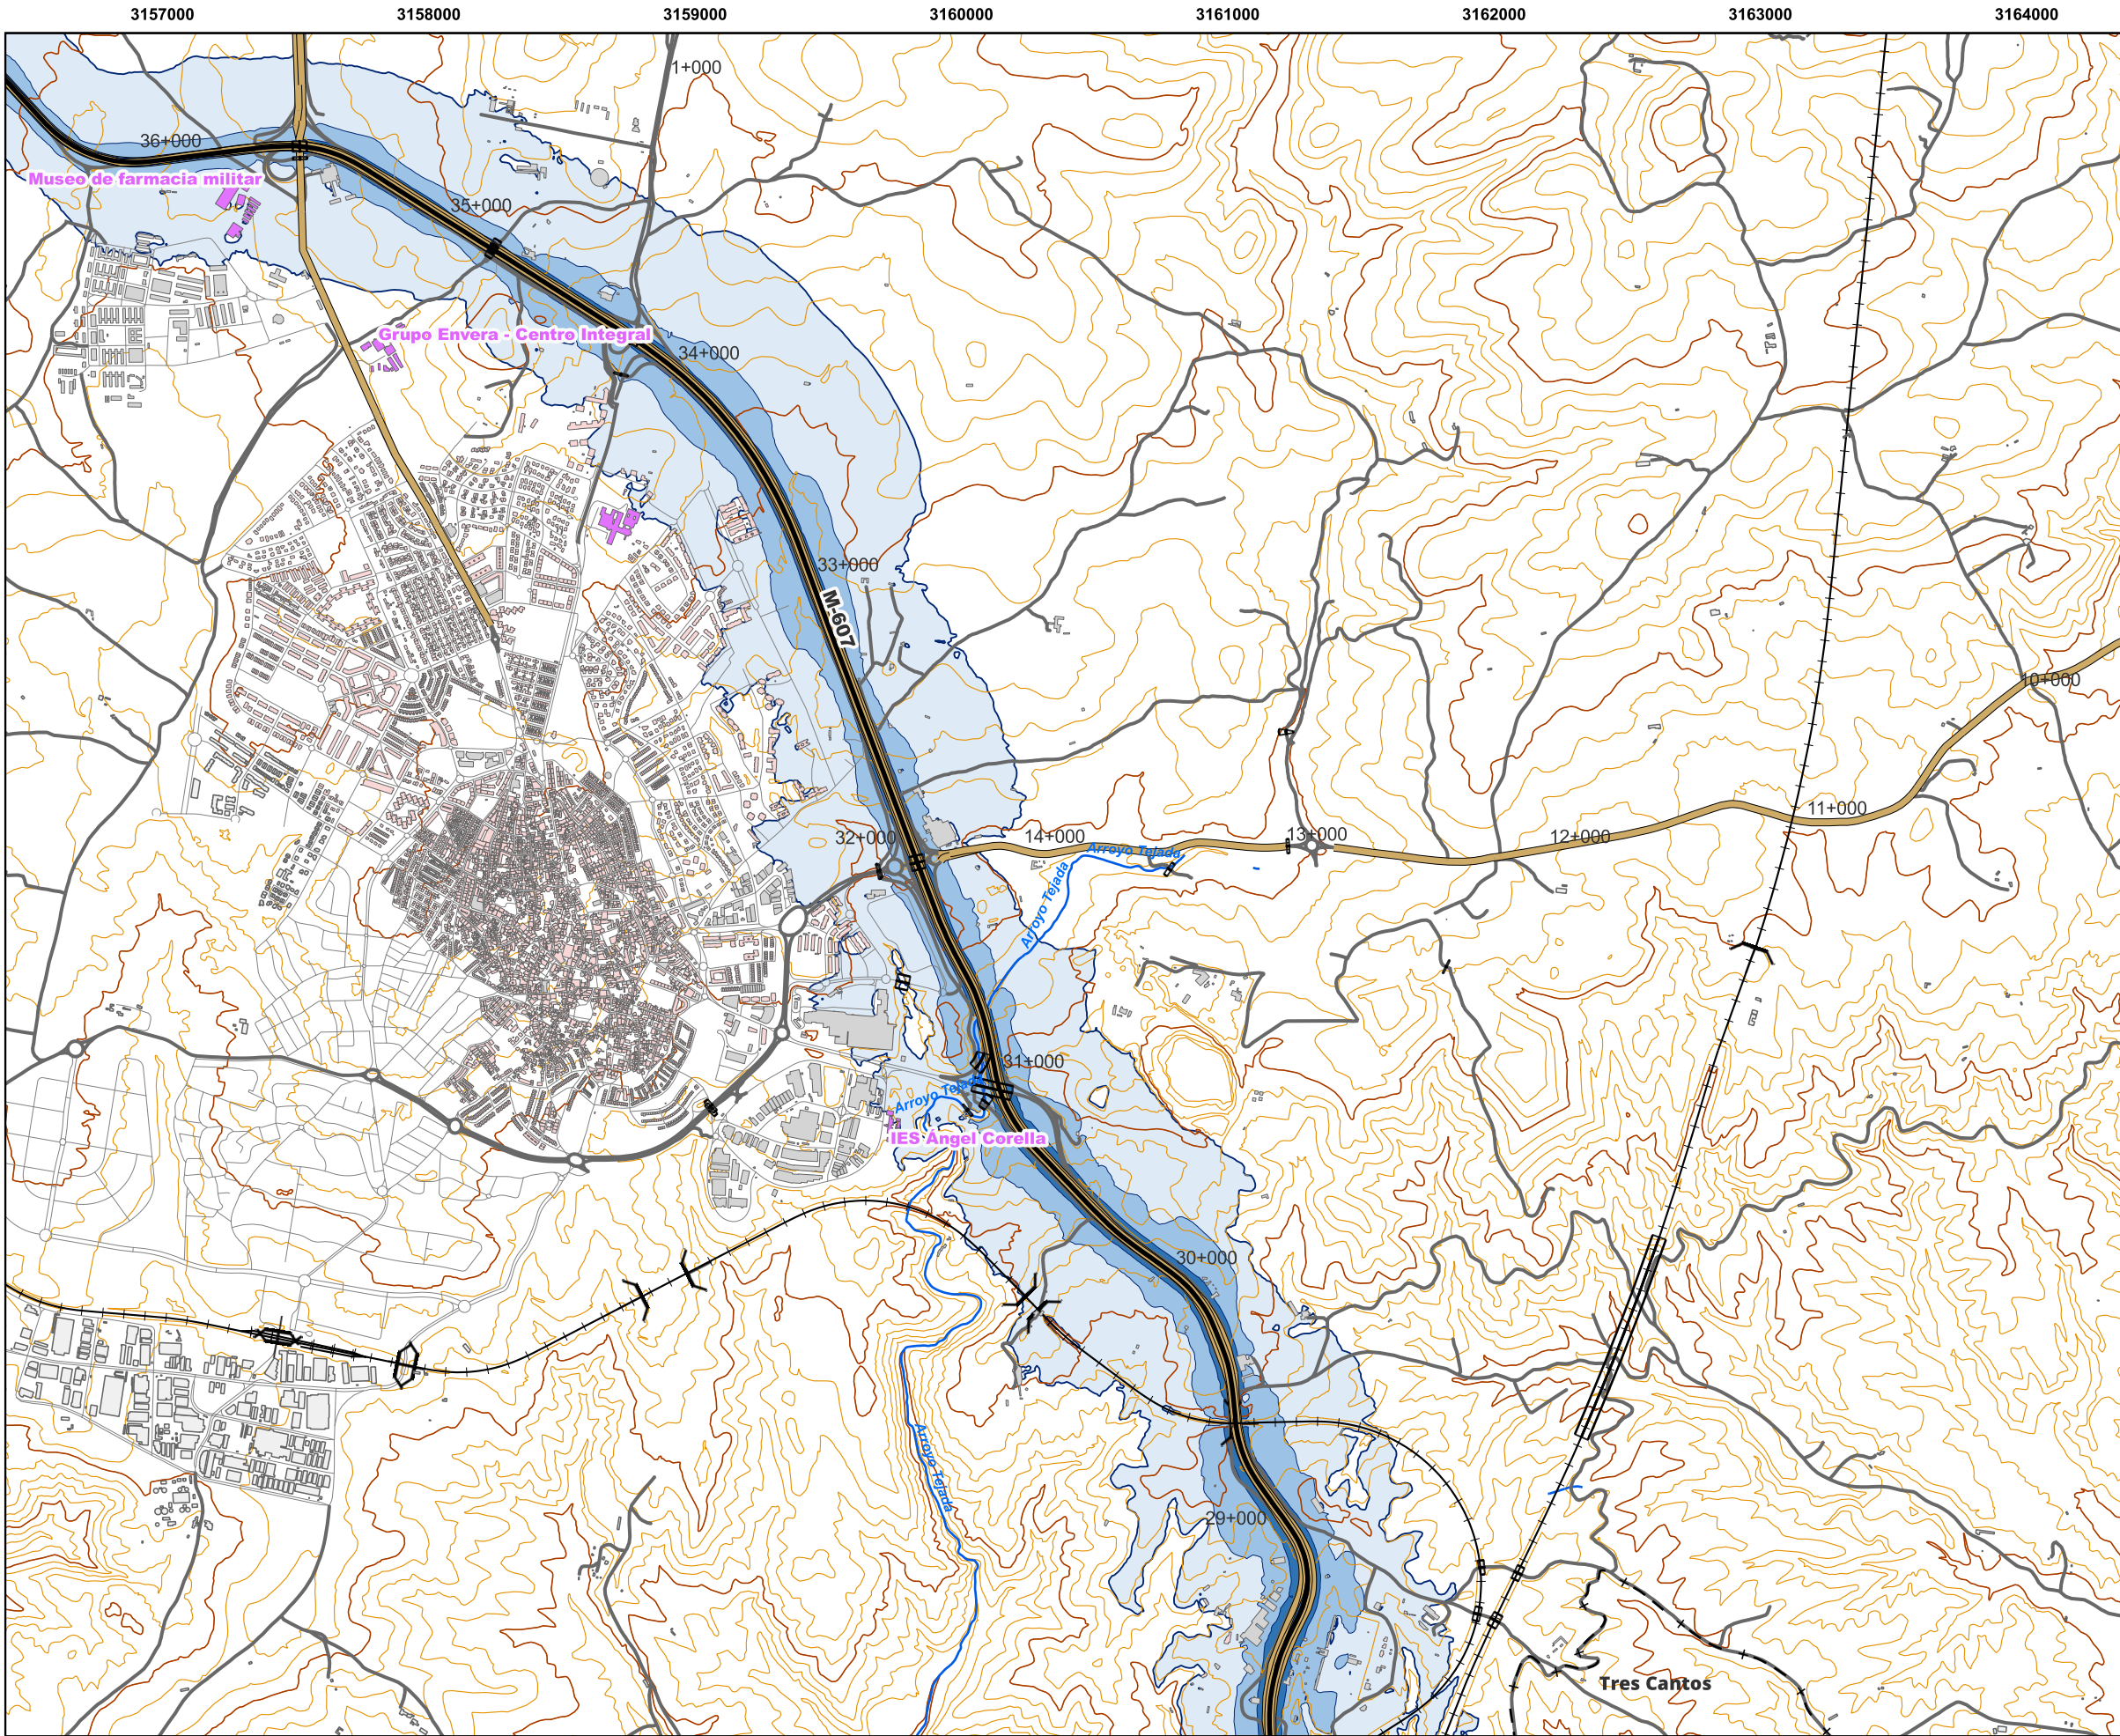 3157000 3158000 3159000 3160000 3161000 3162000 3163000 3164000
1+000
36+000
Museo de farmacia militar
35+000
Grupo Envera - Centro Integral
34+000
33+000
M-607
10+000
11+000
32+000
14+000
13+000
12+000
Arroyo Tejada
Arroyo Tejada
31+000
Arroyo Tejada
IES Ángel Corella
30+000
Arroyo Tejada
29+000
Tres Cantos